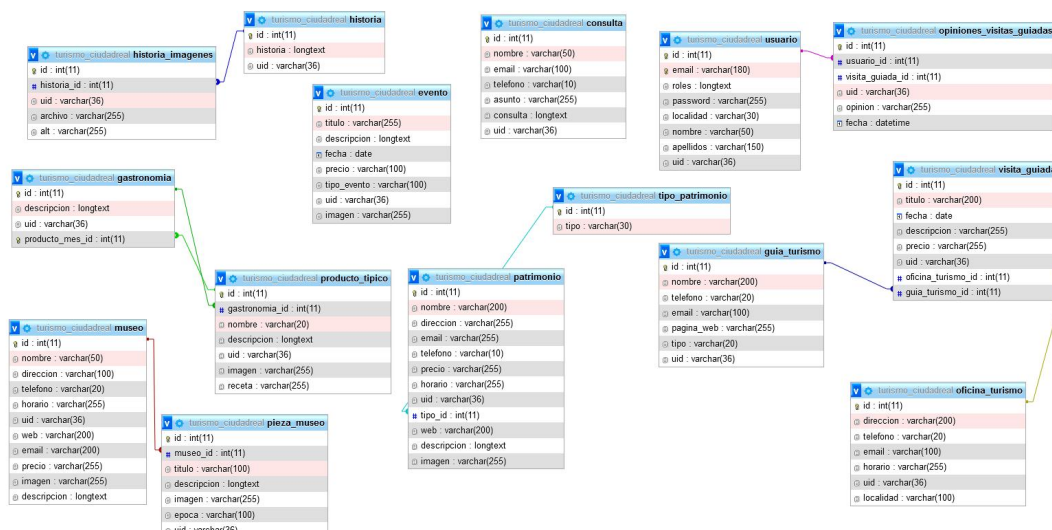 turismo_ciudadreal historia
id : int(11)
historia : longtext
uid : varchar(36)
turismo_ciudadreal historia_imagenes
id : int(11)
historia_id : int(11)
uid : varchar(36)
archivo : varchar(255)
alt : varchar(255)
turismo_ciudadreal evento
id : int(11)
titulo : varchar(255)
descripcion : longtext
fecha : date
precio : varchar(100)
tipo_evento : varchar(100)
uid : varchar(36)
imagen : varchar(255)
turismo_ciudadreal consulta
id : int(11)
nombre : varchar(50)
email : varchar(100)
telefono : varchar(10)
asunto : varchar(255)
consulta : longtext
uid : varchar(36)
turismo_ciudadreal usuario
id : int(11)
email : varchar(180)
roles : longtext
password : varchar(255)
localidad : varchar(30)
nombre : varchar(50)
apellidos : varchar(150)
uid : varchar(36)
turismo_ciudadreal opiniones_visitas_guiadas
id : int(11)
usuario_id : int(11)
visita_guiada_id : int(11)
uid : varchar(36)
opinion : varchar(255)
fecha : datetime
turismo_ciudadreal gastronomia
id : int(11)
descripcion : longtext
uid : varchar(36)
producto_mes_id : int(11)
turismo_ciudadreal producto_tipico
id : int(11)
gastronomia_id : int(11)
nombre : varchar(20)
descripcion : longtext
uid : varchar(36)
imagen : varchar(255)
receta : varchar(255)
turismo_ciudadreal tipo_patrimonio
id : int(11)
tipo : varchar(30)
turismo_ciudadreal patrimonio
id : int(11)
nombre : varchar(200)
direccion : varchar(255)
email : varchar(255)
telefono : varchar(10)
precio : varchar(255)
horario : varchar(255)
uid : varchar(36)
tipo_id : int(11)
web : varchar(200)
descripcion : longtext
imagen : varchar(255)
turismo_ciudadreal guia_turismo
id : int(11)
nombre : varchar(200)
telefono : varchar(20)
email : varchar(100)
pagina_web : varchar(255)
tipo : varchar(20)
uid : varchar(36)
turismo_ciudadreal visita_guiada
id : int(11)
titulo : varchar(200)
fecha : date
descripcion : varchar(255)
precio : varchar(255)
uid : varchar(36)
oficina_turismo_id : int(11)
guia_turismo_id : int(11)
turismo_ciudadreal museo
id : int(11)
nombre : varchar(50)
direccion : varchar(100)
telefono : varchar(20)
horario : varchar(255)
uid : varchar(36)
web : varchar(200)
email : varchar(200)
precio : varchar(255)
imagen : varchar(255)
descripcion : longtext
turismo_ciudadreal pieza_museo
id : int(11)
museo_id : int(11)
titulo : varchar(100)
descripcion : longtext
imagen : varchar(255)
epoca : varchar(100)
uid : varchar(36)
turismo_ciudadreal oficina_turismo
id : int(11)
direccion : varchar(200)
telefono : varchar(20)
email : varchar(100)
horario : varchar(255)
uid : varchar(36)
localidad : varchar(100)